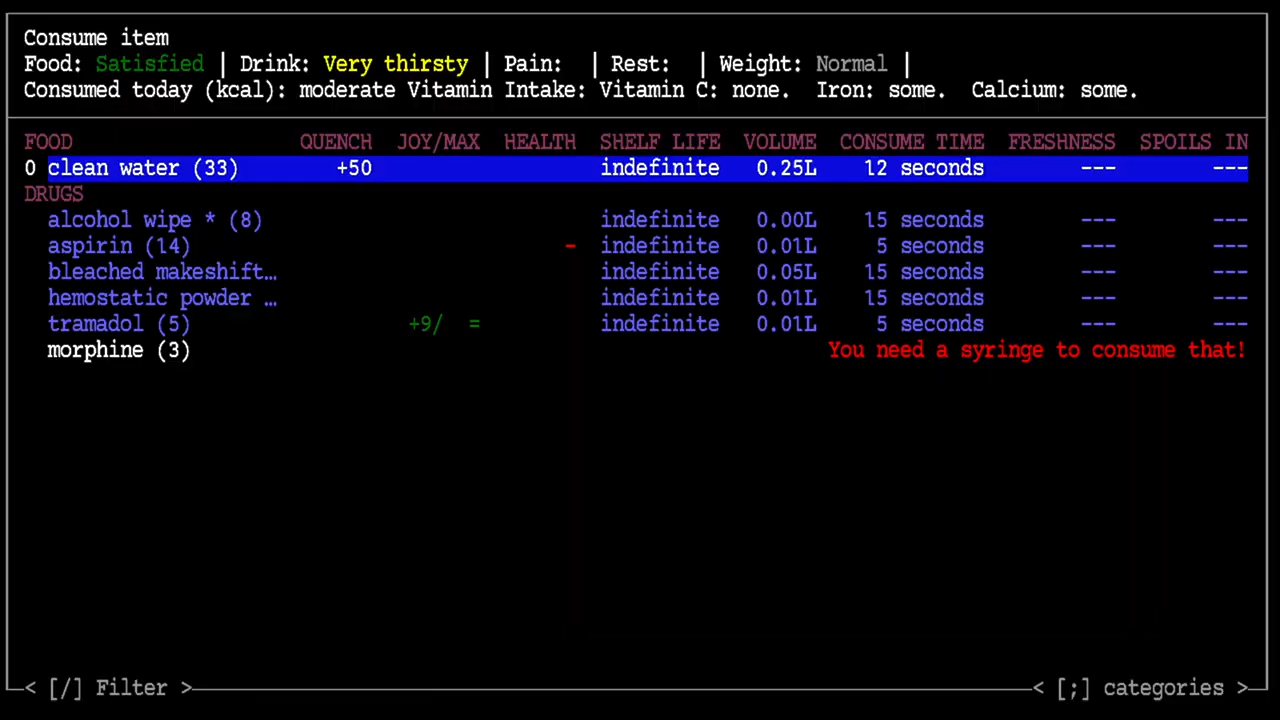 Consume item
Food: Satisfied | Drink: Very thirsty | Pain: | Rest: | Weight: Normal |
Consumed today (kcal): moderate Vitamin Intake: Vitamin C: none. Iron: some. Calcium: some.
FOOD QUENCH JOY/MAX HEALTH SHELF LIFE VOLUME CONSUME TIME FRESHNESS SPOILS IN
0 clean water (33) +50 indefinite 0.25L 12 seconds --- ---
DRUGS
alcohol wipe * (8) indefinite 0.00L 15 seconds --- ---
aspirin (14) - indefinite 0.01L 5 seconds --- ---
bleached makeshift… indefinite 0.05L 15 seconds --- ---
hemostatic powder … indefinite 0.01L 15 seconds --- ---
tramadol (5) +9/ = indefinite 0.01L 5 seconds --- ---
morphine (3) You need a syringe to consume that!
< [/] Filter > < [;] categories >